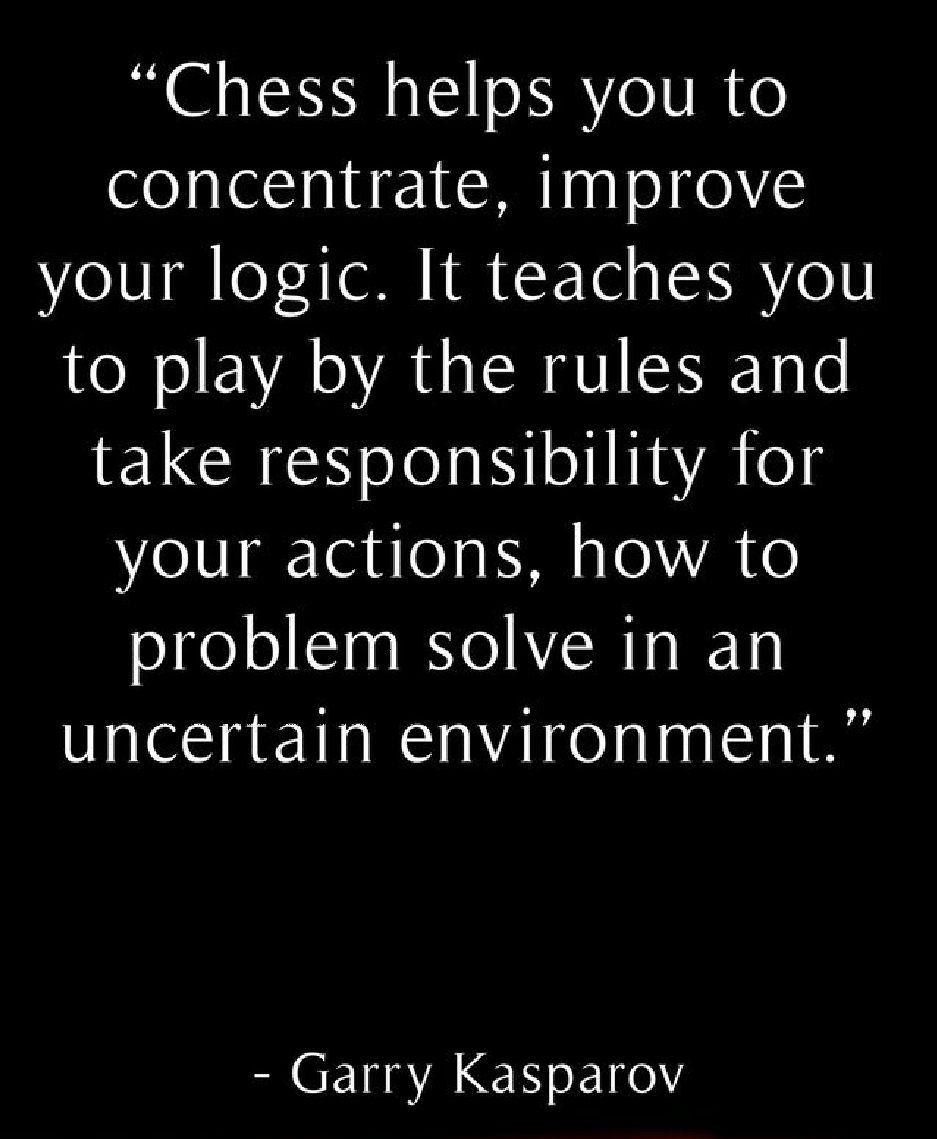 “Chess helps you to
concentrate, improve
your logic. It teaches you
to play by the rules and
take responsibility for
your actions, how to
problem solve in an
uncertain environment.”
- Garry Kasparov